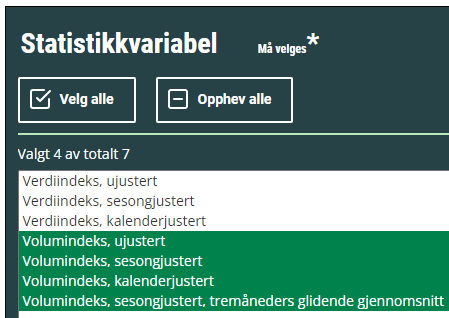 Statistikkvariabel Må velges*
Velg alle Opphev alle
Valgt 4 av totalt 7
Verdiindeks, ujustert
Verdiindeks, sesongjustert
Verdiindeks, kalenderjustert
Volumindeks, ujustert
Volumindeks, sesongjustert
Volumindeks, kalenderjustert
Volumindeks, sesongjustert, tremåneders glidende gjennomsnitt